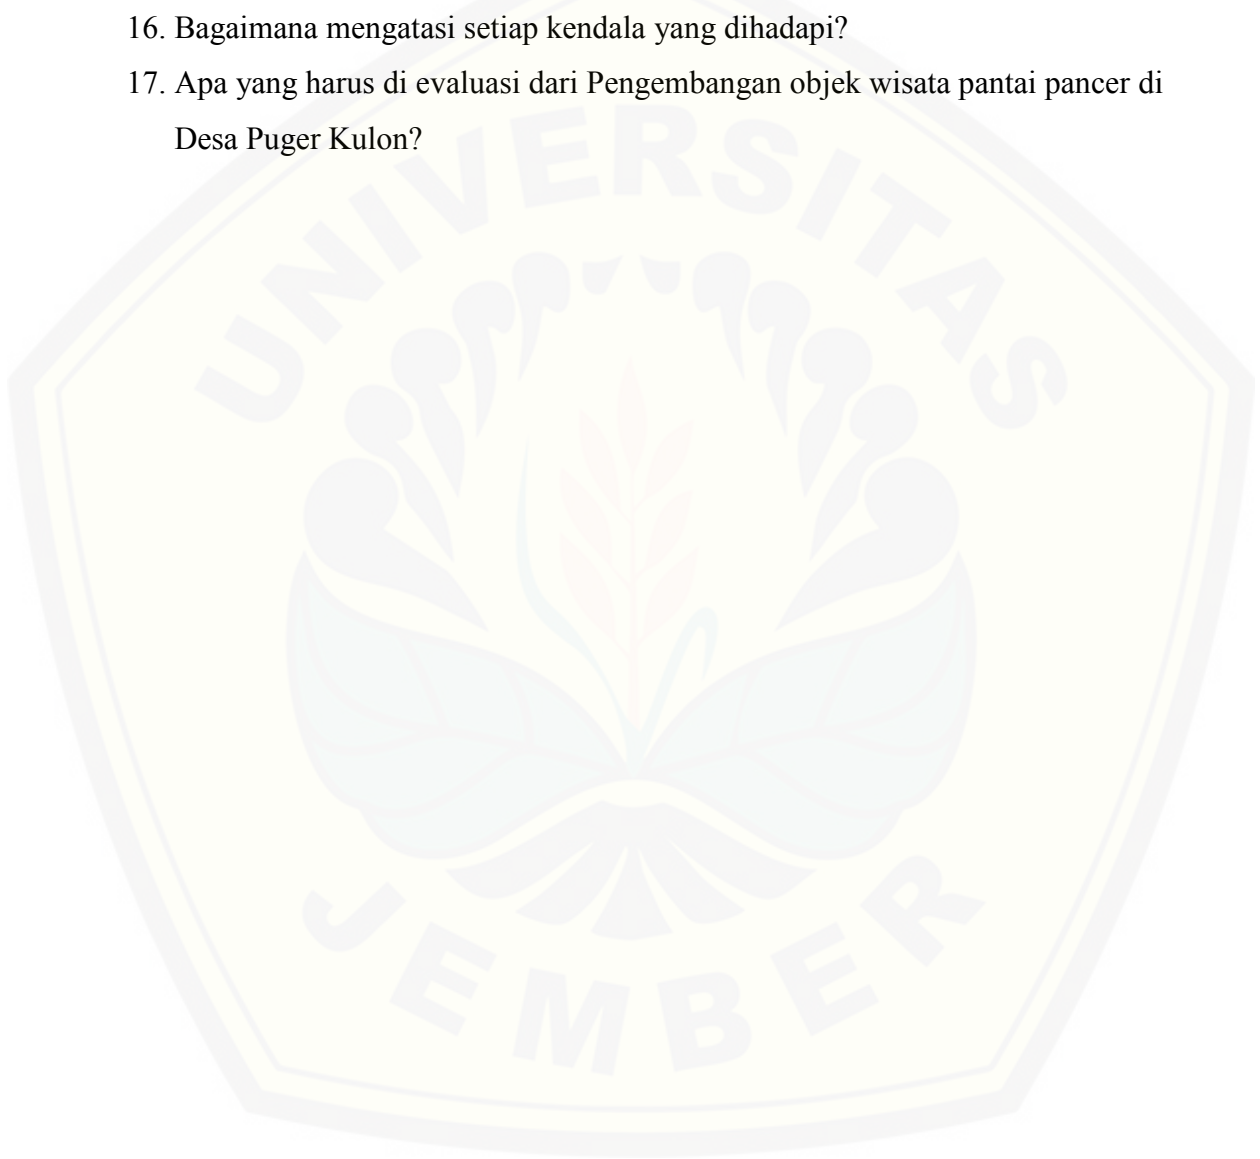 16. Bagaimana mengatasi setiap kendala yang dihadapi?
17. Apa yang harus di evaluasi dari Pengembangan objek wisata pantai pancer di
Desa Puger Kulon?
UNIVERSITAS
JEMBER